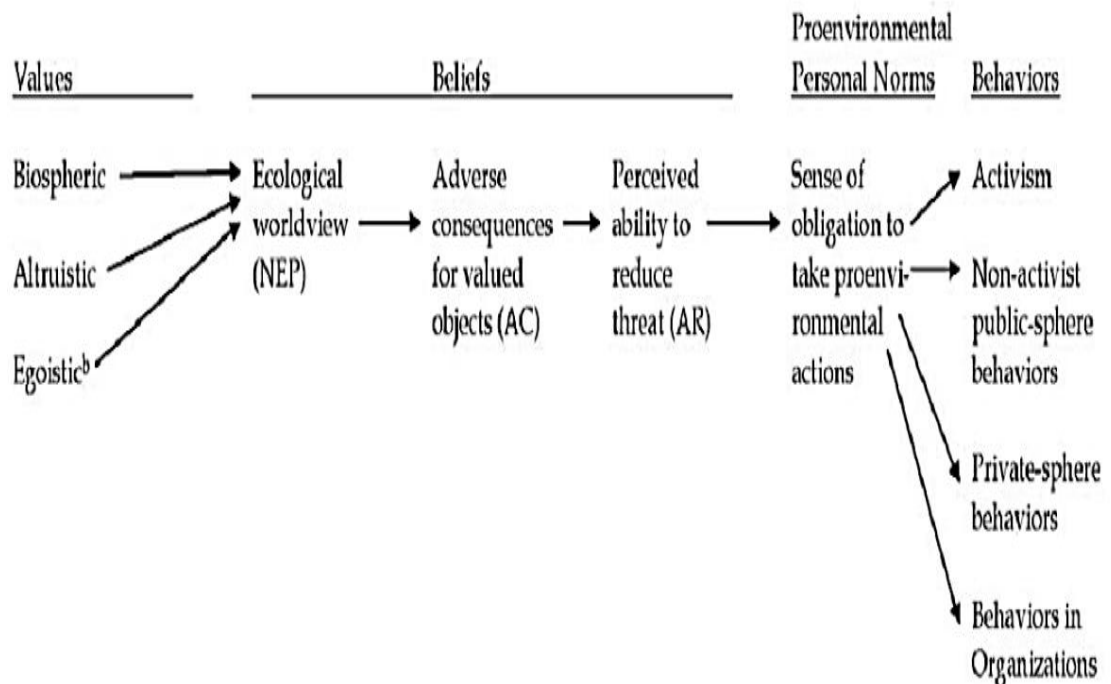 Values
Beliefs
Proenvironmental
Personal Norms
Behaviors
Biospheric
Altruistic
Egoisticᵇ
Ecological
worldview
(NEP)
Adverse
consequences
for valued
objects (AC)
Perceived
ability to
reduce
threat (AR)
Sense of
obligation to
take proenvi-
ronmental
actions
Activism
Non-activist
public-sphere
behaviors
Private-sphere
behaviors
Behaviors in
Organizations